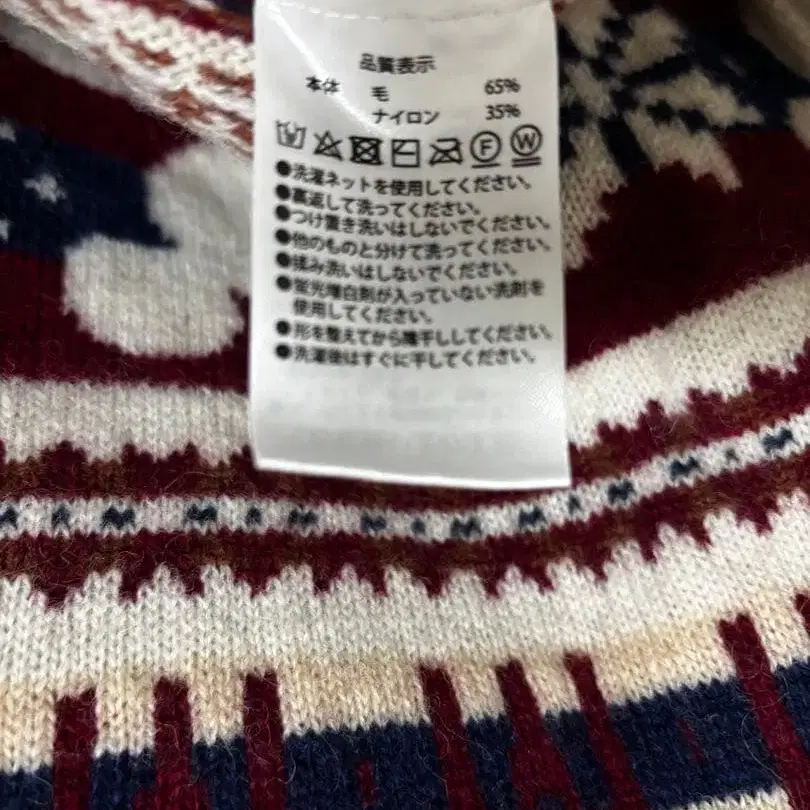 品質表示
本体 毛 65%
ナイロン 35%
F W
●洗濯ネットを使用してください。
●裏返して洗ってください。
●つけ置き洗いはしないでください。
●他のものと分けて洗ってください。
●揉み洗いはしないでください。
●蛍光増白剤が入っていない洗剤を
使用してください。
●形を整えてから陰干ししてください。
●洗濯後はすぐに干してください。